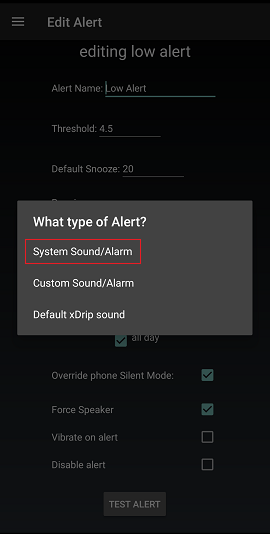 Edit Alert
editing low alert
Alert Name: Low Alert
Threshold: 4.5
Default Snooze: 20
What type of Alert?
System Sound/Alarm
Custom Sound/Alarm
Default xDrip sound
all day
Override phone Silent Mode:
Force Speaker
Vibrate on alert
Disable alert
TEST ALERT